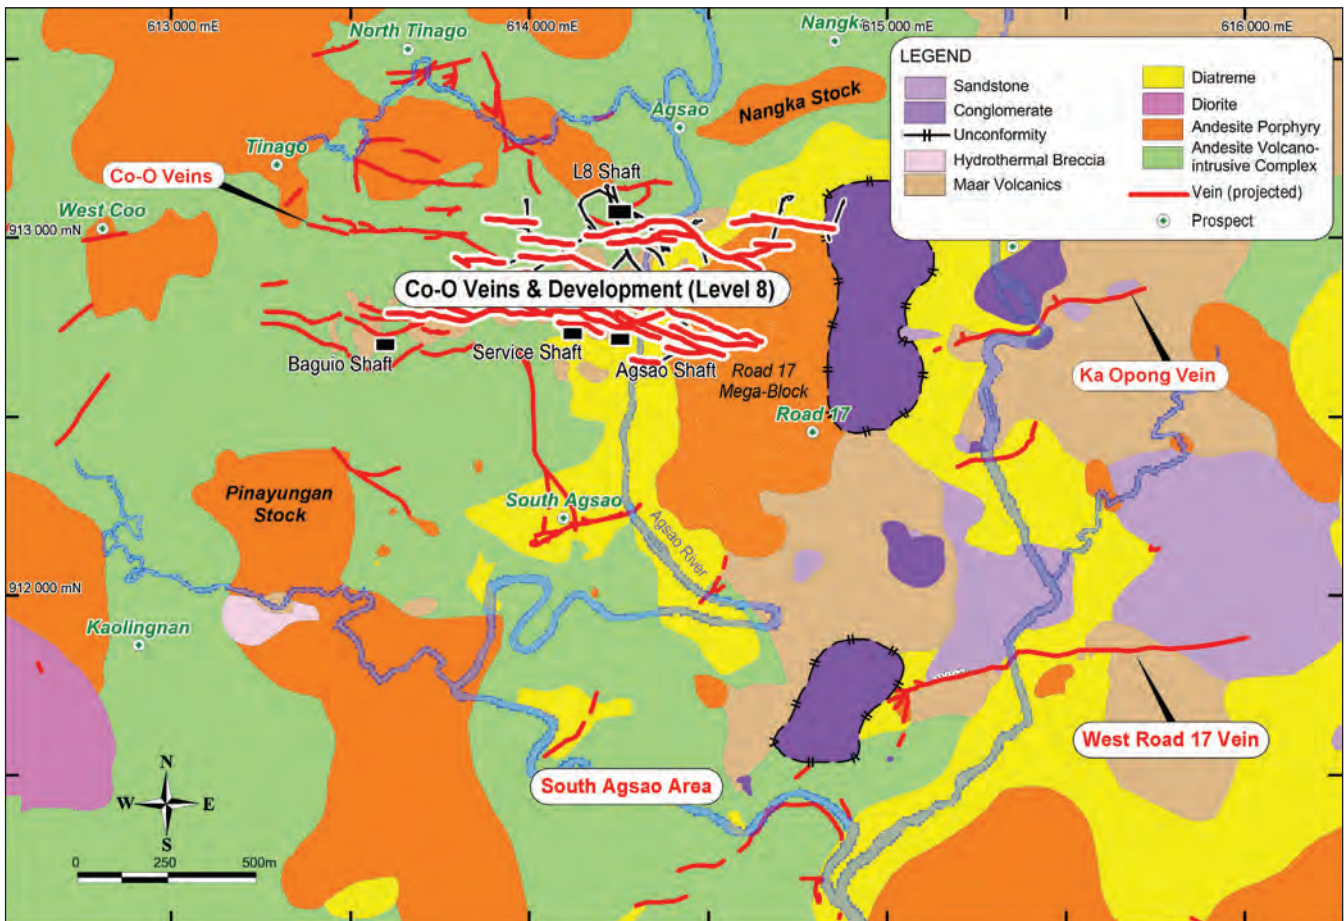 613 000 mE
614 000 mE
615 000 mE
616 000 mE
North Tinago
Nangk
LEGEND
Sandstone
Conglomerate
Unconformity
Hydrothermal Breccia
Maar Volcanics
Diatreme
Diorite
Andesite Porphyry
Andesite Volcano-
intrusive Complex
Vein (projected)
Prospect
Nangka Stock
Agsao
Tinago
L8 Shaft
Co-O Veins
West Coo
913 000 mN
Co-O Veins & Development (Level 8)
Baguio Shaft
Service Shaft
Agsao Shaft
Road 17
Mega-Block
Ka Opong Vein
Road 17
Pinayungan
Stock
South Agsao
Agsao River
912 000 mN
Kaolingnan
West Road 17 Vein
South Agsao Area
N
W
E
S
0
250
500m